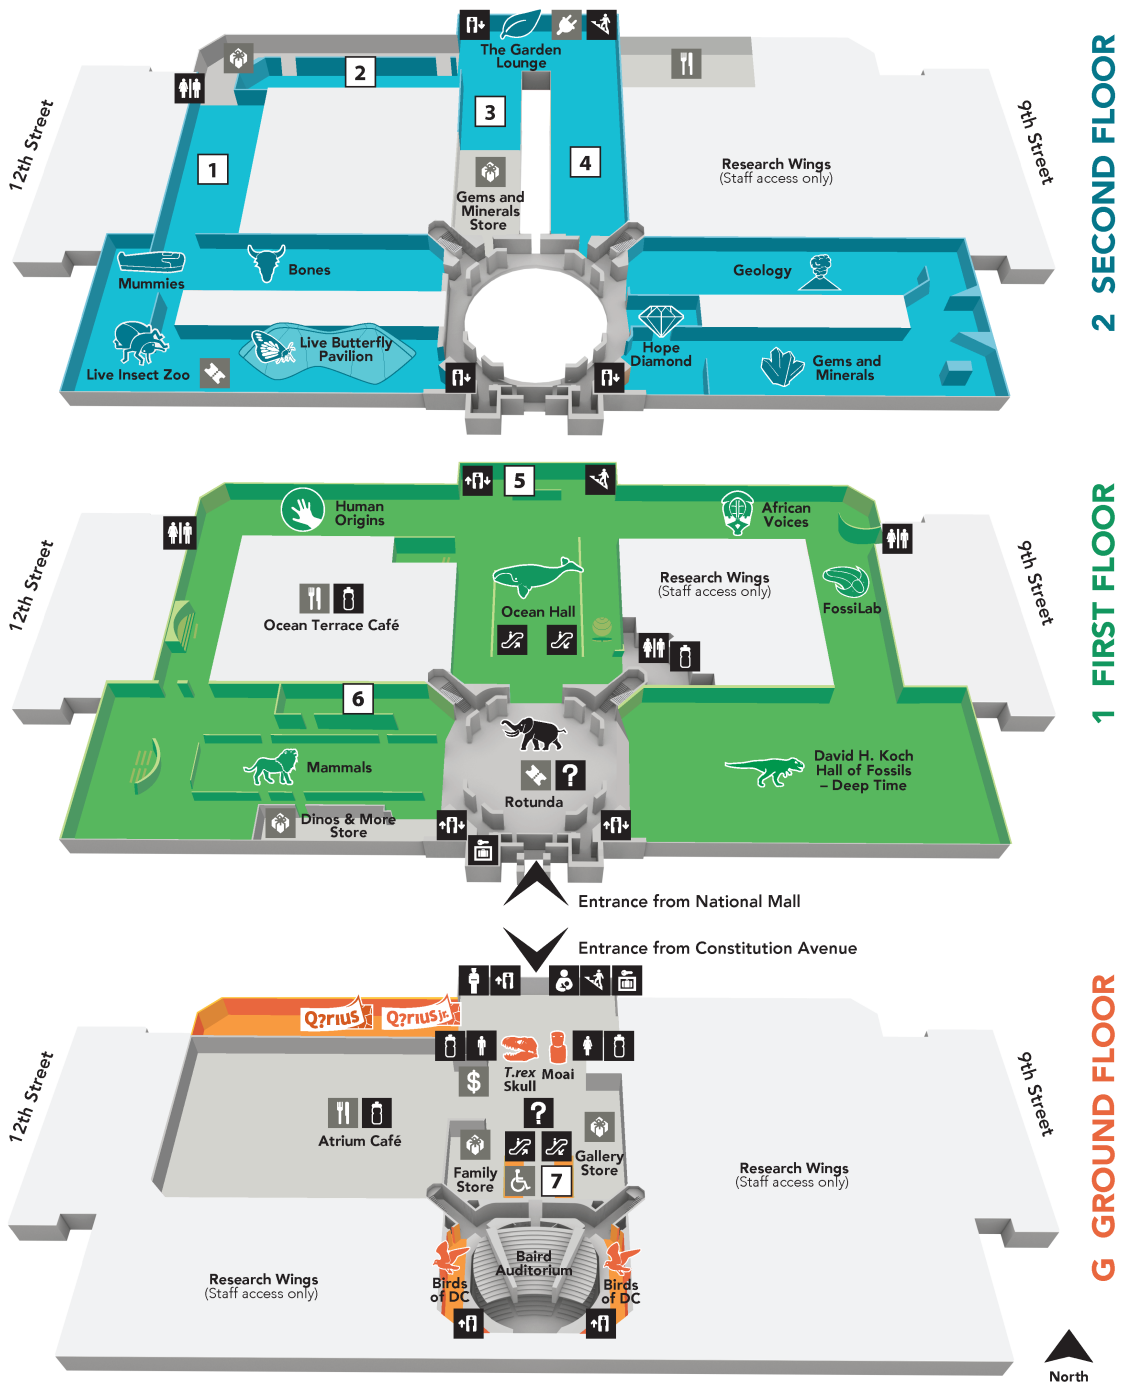 The Garden
Lounge
2
3
1
4
Gems and
Minerals
Store
Research Wings
(Staff access only)
12th Street
9th Street
2 SECOND FLOOR
Mummies
Bones
Geology
Live Insect Zoo
Live Butterfly
Pavilion
Hope
Diamond
Gems and
Minerals
5
Human
Origins
African
Voices
Ocean Hall
Research Wings
(Staff access only)
FossiLab
Ocean Terrace Café
12th Street
9th Street
1 FIRST FLOOR
6
Mammals
?
Rotunda
David H. Koch
Hall of Fossils
– Deep Time
Dinos & More
Store
Entrance from National Mall
Entrance from Constitution Avenue
Q?rius
Q?rius jr.
T.rex
Skull
Moai
$
?
Atrium Café
Family
Store
7
Gallery
Store
12th Street
9th Street
G GROUND FLOOR
Research Wings
(Staff access only)
Baird
Auditorium
Birds
of DC
Birds
of DC
Research Wings
(Staff access only)
North